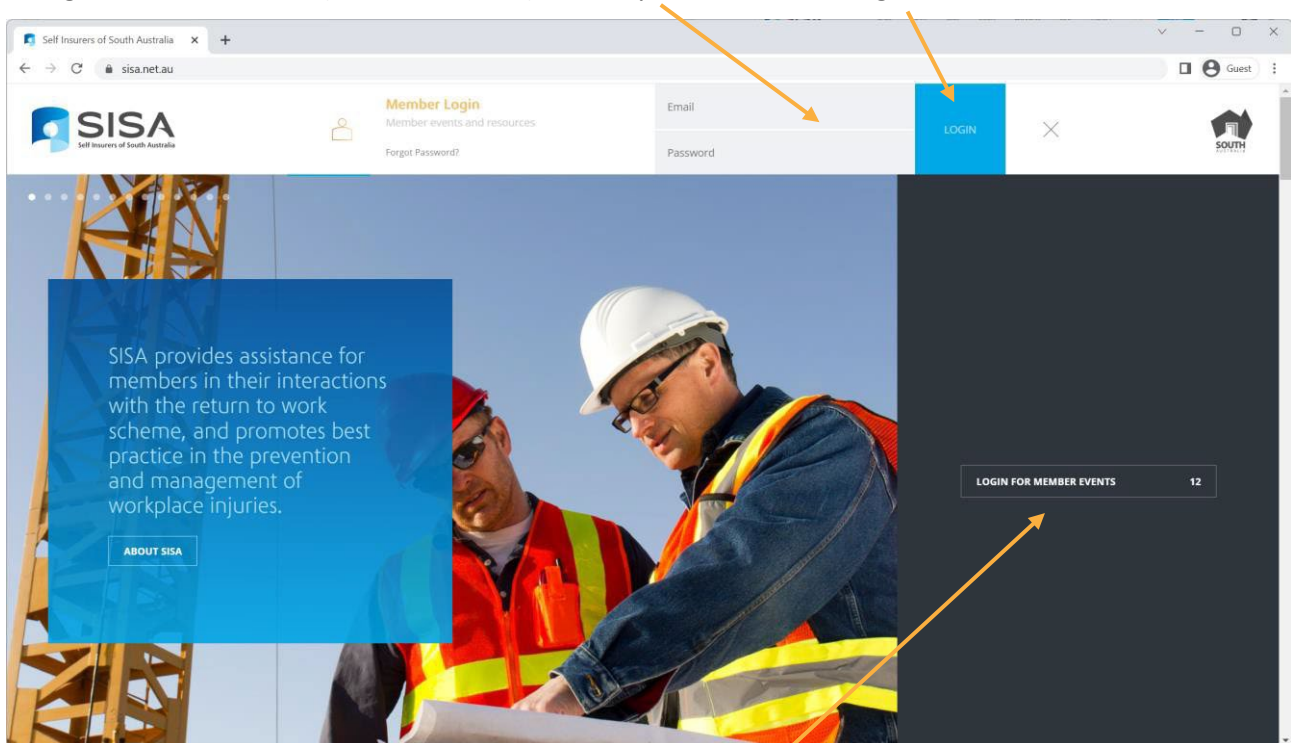 Self Insurers of South Australia
sisa.net.au
Guest
SISA
Self Insurers of South Australia
Member Login
Member events and resources
Forgot Password?
Email
Password
LOGIN
SOUTH
AUSTRALIA
SISA provides assistance for
members in their interactions
with the return to work
scheme, and promotes best
practice in the prevention
and management of
workplace injuries.
ABOUT SISA
LOGIN FOR MEMBER EVENTS 12